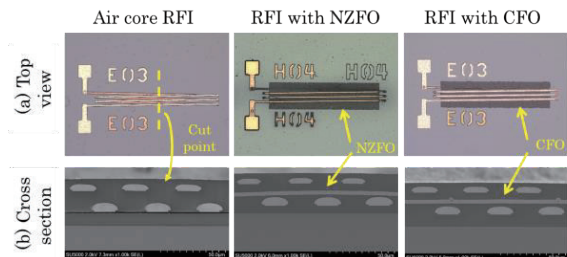 Air core RFI
RFI with NZFO
RFI with CFO
(a) Top
view
E03
E03
Cut
point
H04
H04
H04
NZFO
E03
E03
CFO
(b) Cross
section